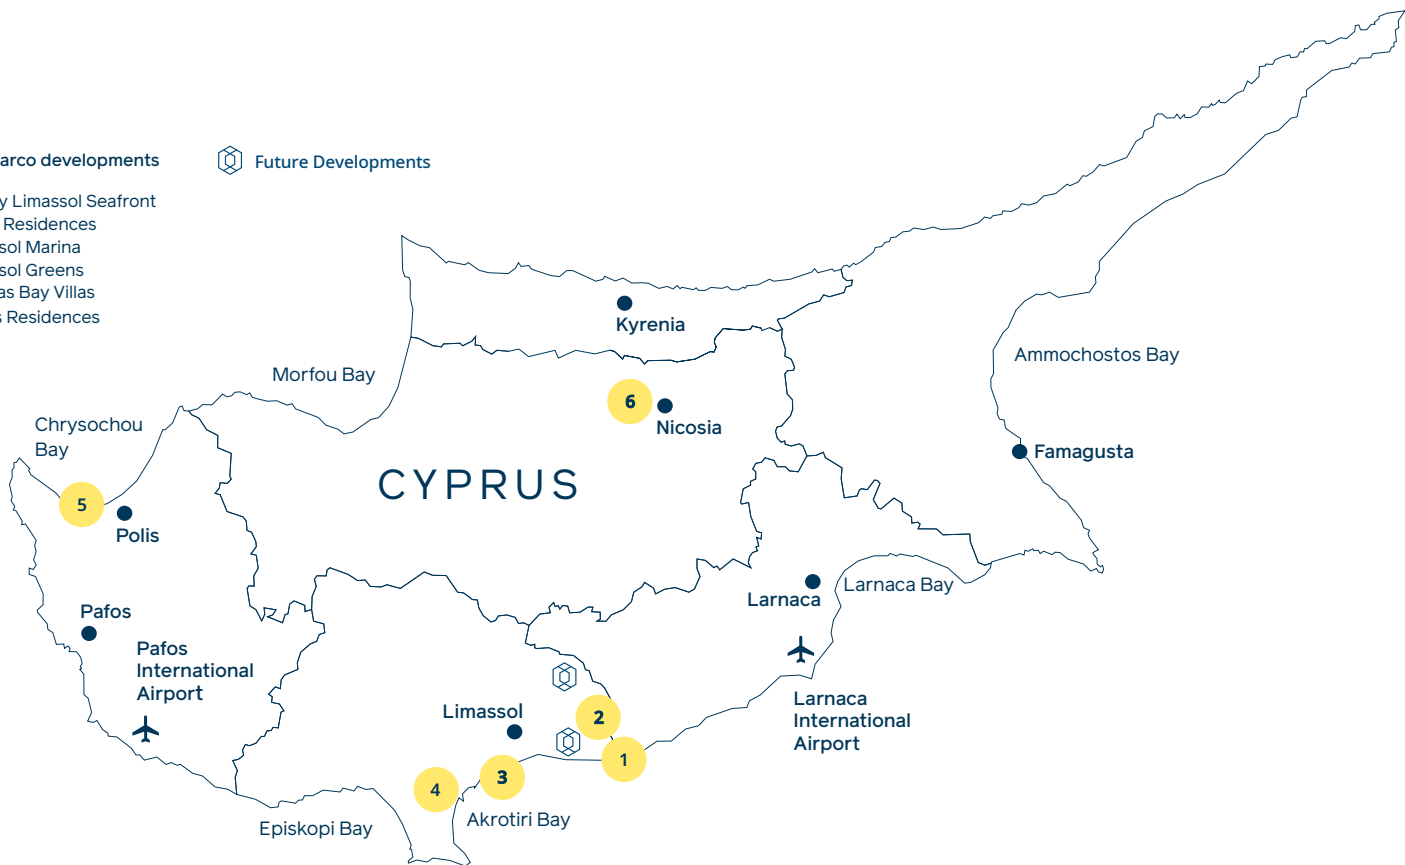 arco developments
Future Developments
y Limassol Seafront
Residences
sol Marina
sol Greens
as Bay Villas
s Residences
Kyrenia
Ammochostos Bay
Morfou Bay
6
Nicosia
Chrysochou
Bay
Famagusta
CYPRUS
5
Polis
Larnaca Bay
Larnaca
Pafos
Pafos
International
Airport
Larnaca
International
Airport
Limassol
2
1
3
4
Akrotiri Bay
Episkopi Bay